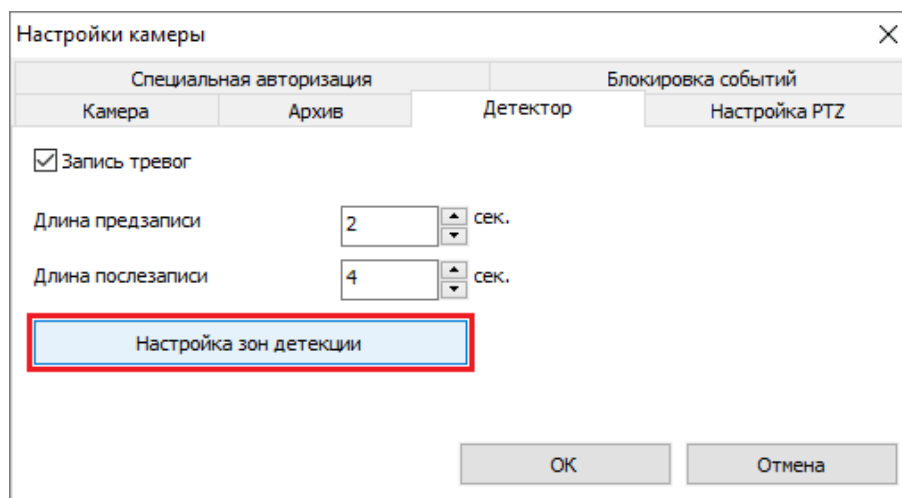 Настройки камеры
Специальная авторизация Блокировка событий
Камера Архив Детектор Настройка PTZ
Запись тревог
Длина предзаписи 2 сек.
Длина послезаписи 4 сек.
Настройка зон детекции
ОК Отмена